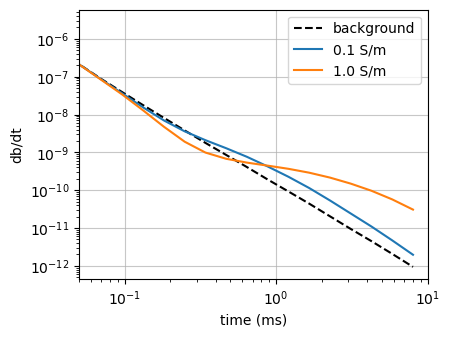 background
0.1 S/m
1.0 S/m
10⁻⁶
10⁻⁷
10⁻⁸
10⁻⁹
10⁻¹⁰
10⁻¹¹
10⁻¹²
db/dt
10⁻¹ 10⁰ 10¹
time (ms)